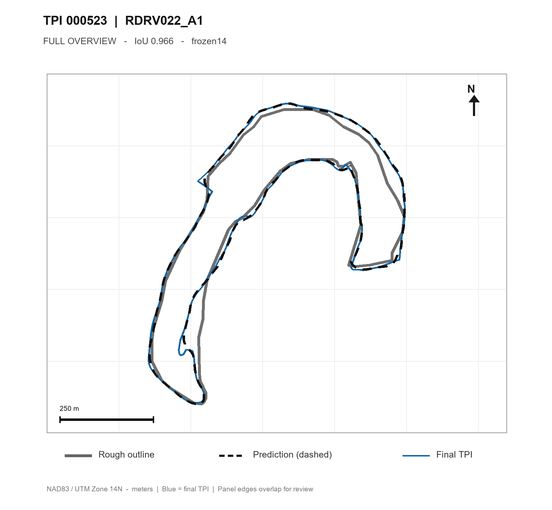 TPI 000523 | RDRV022_A1
FULL OVERVIEW - IoU 0.966 - frozen14
N
250 m
Rough outline
Prediction (dashed)
Final TPI
NAD83 / UTM Zone 14N - meters | Blue = final TPI | Panel edges overlap for review